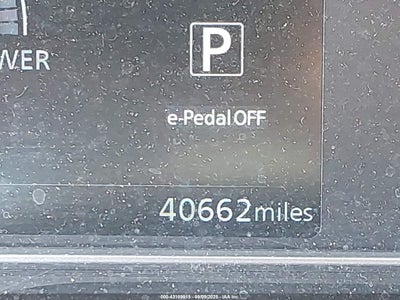 P
WER
e-Pedal OFF
40662 miles